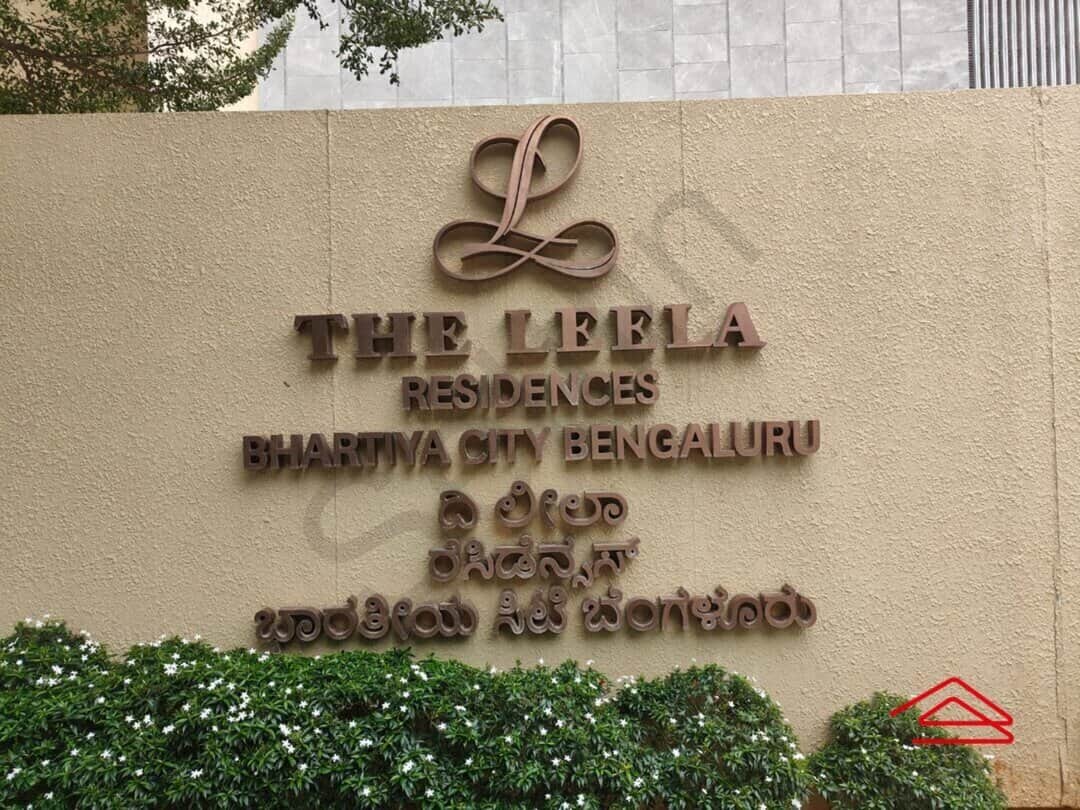 THE LEELA
RESIDENCES
BHARTIYA CITY BENGALURU
ದಿ ಲೀಲಾ
ರೆಸಿಡೆನ್ಸಸ್
ಭಾರತೀಯ ಸಿಟಿ ಬೆಂಗಳೂರು